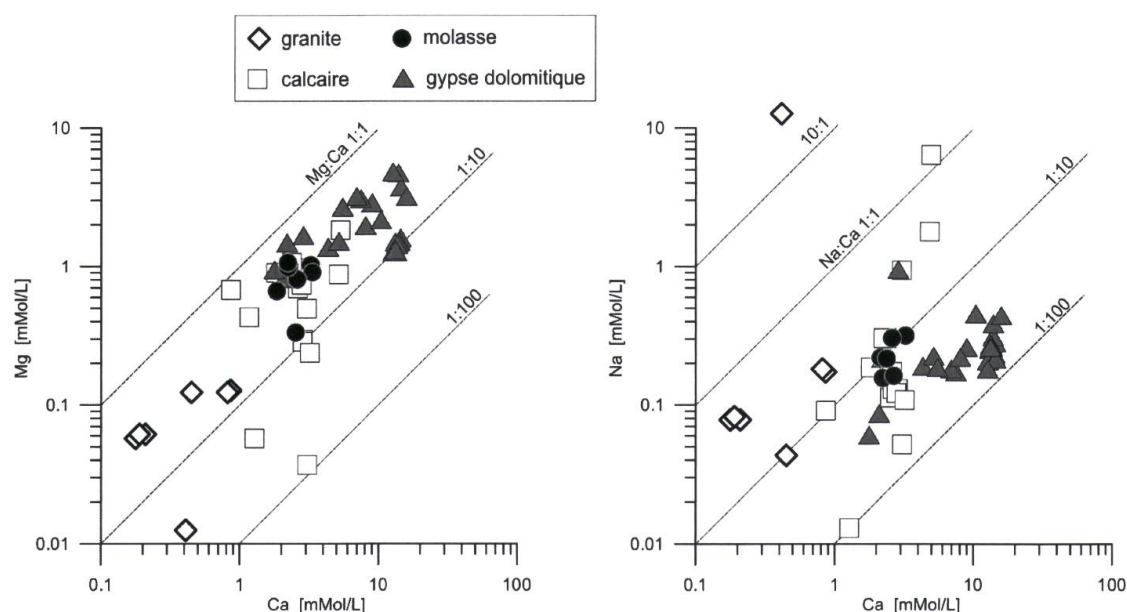 granite
molasse
calcaire
gypse dolomitique
10
1
0.1
0.01
Mg [mMol/L]
0.1
1
10
100
Ca [mMol/L]
Mg:Ca 1:1
1:10
1:100
10
1
0.1
0.01
Na [mMol/L]
0.1
1
10
100
Ca [mMol/L]
10:1
Na:Ca 1:1
1:10
1:100